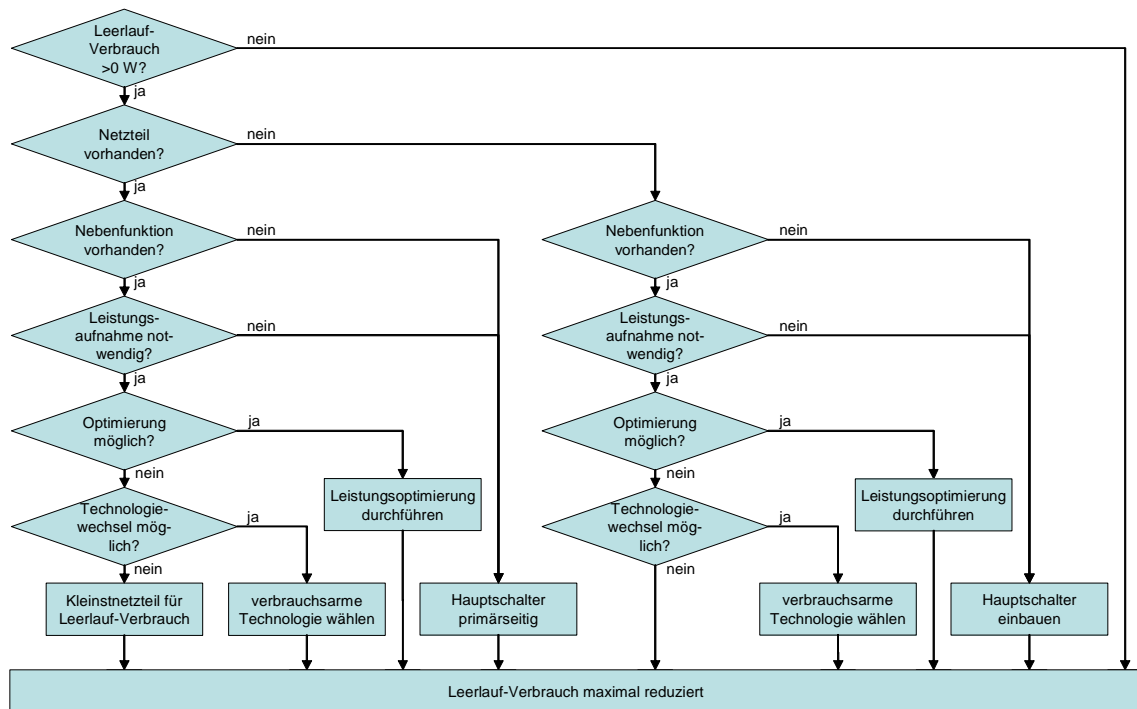 Leerlauf-
Verbrauch
>0 W?
nein
ja
Netzteil
vorhanden?
nein
ja
Nebenfunktion
vorhanden?
nein
ja
Nebenfunktion
vorhanden?
nein
ja
Leistungs-
aufnahme not-
wendig?
nein
ja
Leistungs-
aufnahme not-
wendig?
nein
ja
Optimierung
möglich?
ja
nein
Optimierung
möglich?
ja
nein
Leistungsoptimierung
durchführen
Leistungsoptimierung
durchführen
Technologie-
wechsel mög-
lich?
ja
nein
Technologie-
wechsel mög-
lich?
ja
nein
Kleinstnetzteil für
Leerlauf-Verbrauch
verbrauchsarme
Technologie wählen
Hauptschalter
primärseitig
verbrauchsarme
Technologie wählen
Hauptschalter
einbauen
Leerlauf-Verbrauch maximal reduziert